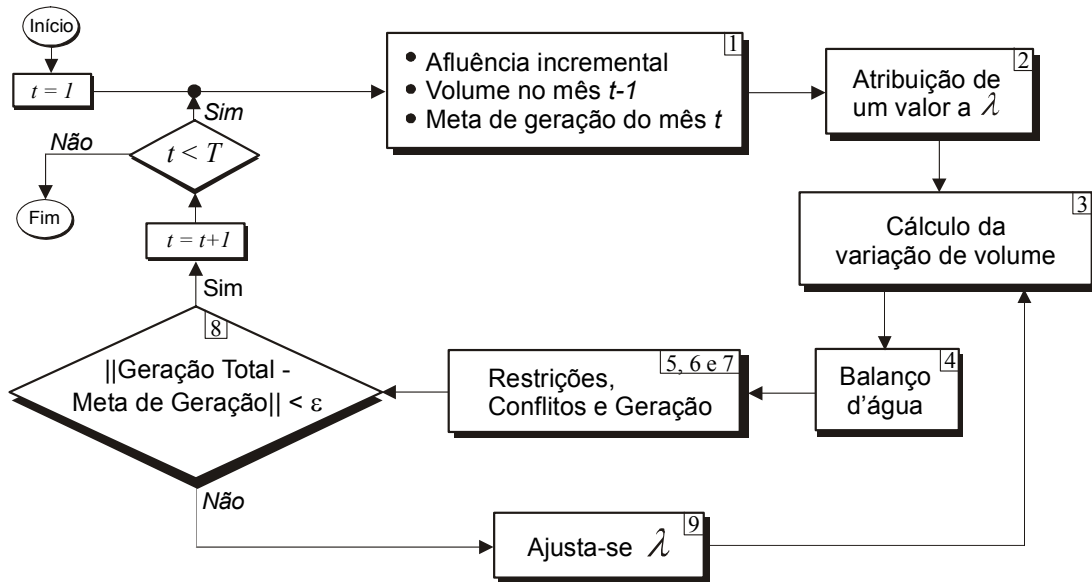 Início
t = 1
Sim
Não
t < T
Fim
t = t+1
Sim
1
• Afluência incremental
• Volume no mês t-1
• Meta de geração do mês t
2
Atribuição de
um valor a λ
3
Cálculo da
variação de volume
4
Balanço
d’água
5, 6 e 7
Restrições,
Conflitos e Geração
8
||Geração Total -
Meta de Geração|| < ε
Não
9
Ajusta-se λ